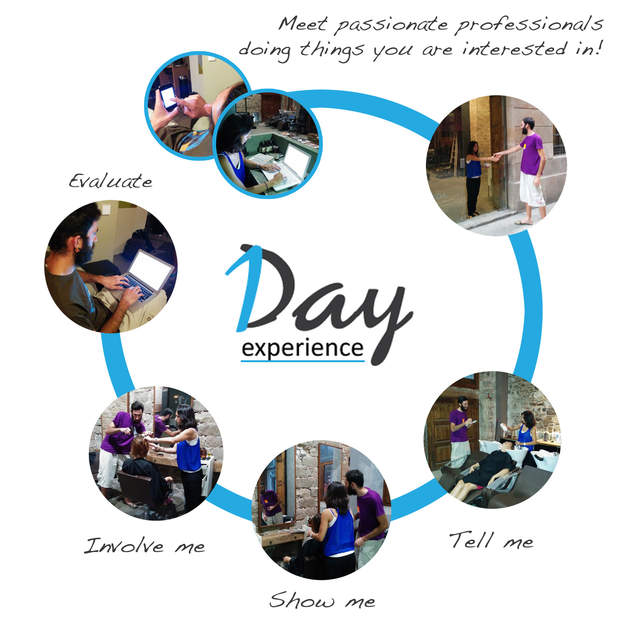 Meet passionate professionals
doing things you are interested in!
Evaluate
1Day
experience
Tell me
Involve me
Show me